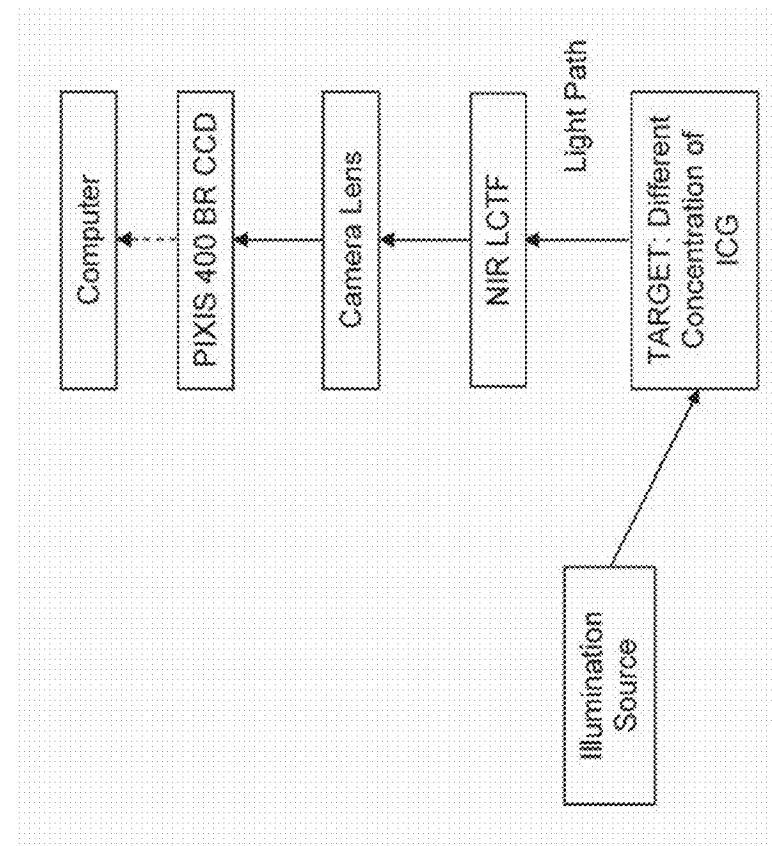 Computer
PIXIS 400 BR CCD
Camera Lens
NIR LCTF
Light Path
TARGET: Different
Concentration of
ICG
Illumination
Source